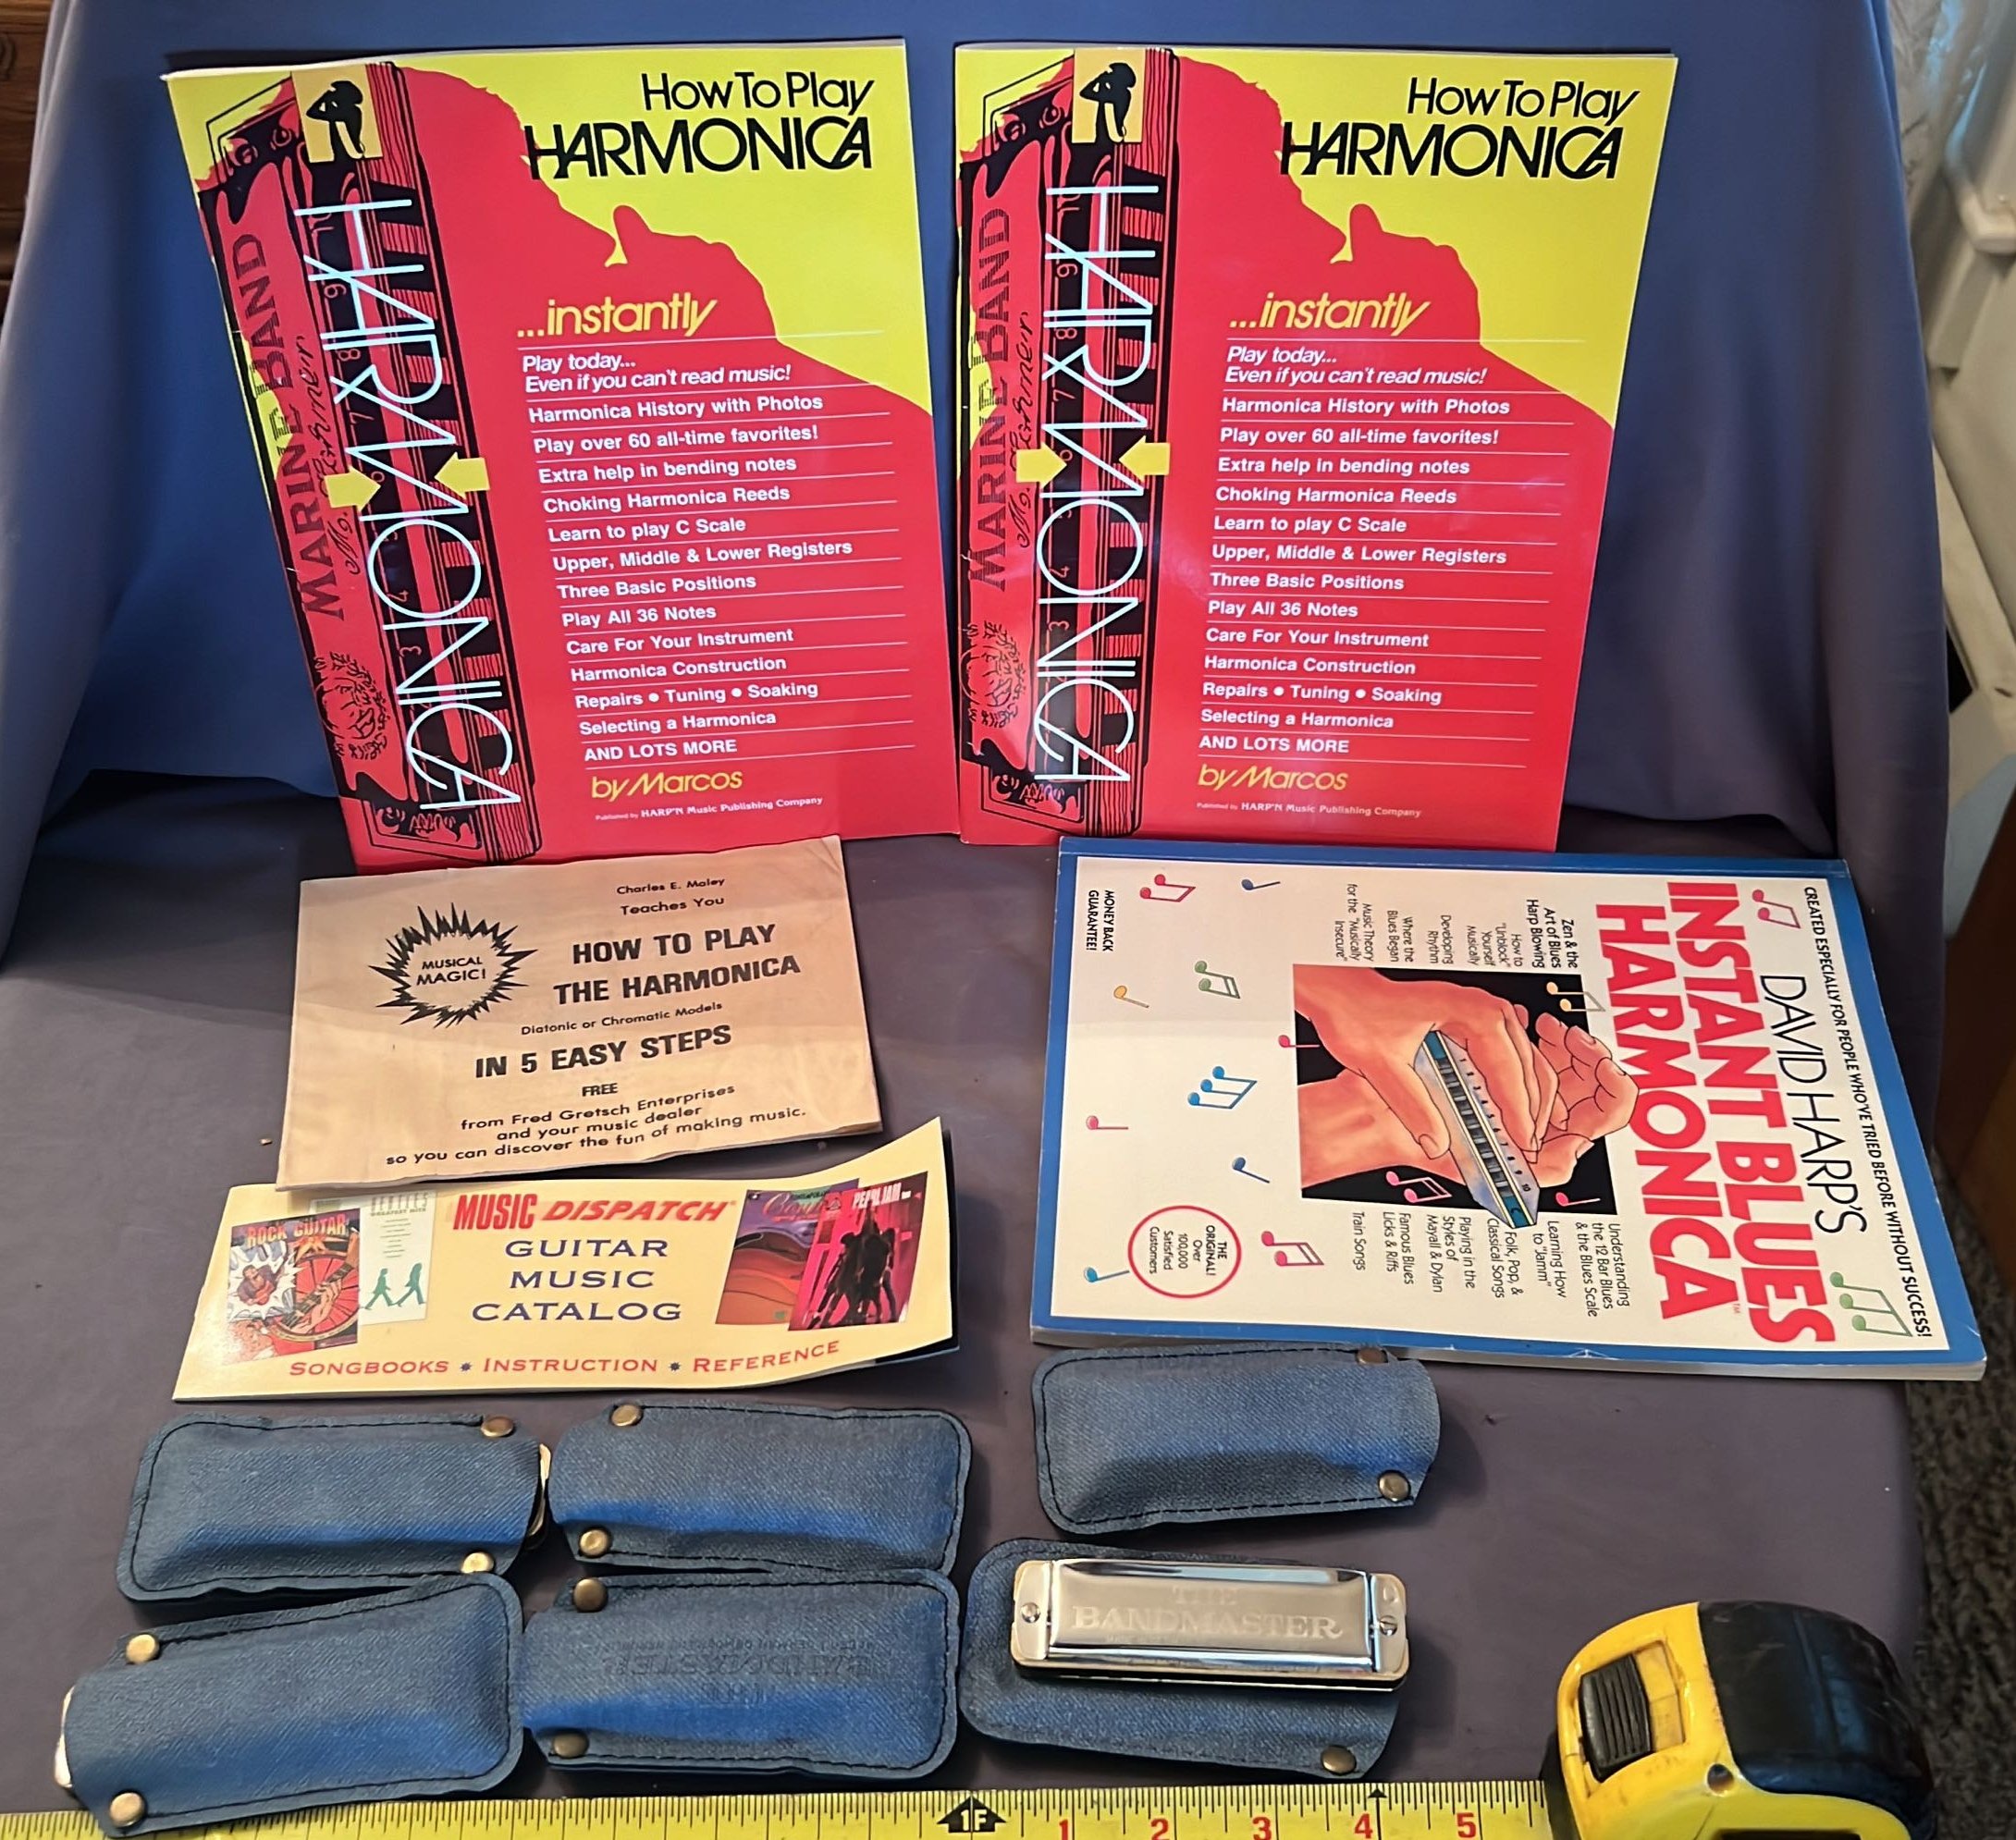 How To Play
HARMONICA
HARMONICA
MARINE BAND
M. Hohner.
...instantly
Play today...
Even if you can't read music!
Harmonica History with Photos
Play over 60 all-time favorites!
Extra help in bending notes
Choking Harmonica Reeds
Learn to play C Scale
Upper, Middle & Lower Registers
Three Basic Positions
Play All 36 Notes
Care For Your Instrument
Harmonica Construction
Repairs • Tuning • Soaking
Selecting a Harmonica
AND LOTS MORE
by Marcos
Published by HARP'N Music Publishing Company
How To Play
HARMONICA
HARMONICA
MARINE BAND
M. Hohner.
...instantly
Play today...
Even if you can't read music!
Harmonica History with Photos
Play over 60 all-time favorites!
Extra help in bending notes
Choking Harmonica Reeds
Learn to play C Scale
Upper, Middle & Lower Registers
Three Basic Positions
Play All 36 Notes
Care For Your Instrument
Harmonica Construction
Repairs • Tuning • Soaking
Selecting a Harmonica
AND LOTS MORE
by Marcos
Published by HARP'N Music Publishing Company
Charles E. Maley
Teaches You
MUSICAL
MAGIC!
HOW TO PLAY
THE HARMONICA
Diatonic or Chromatic Models
IN 5 EASY STEPS
FREE
from Fred Gretsch Enterprises
and your music dealer
so you can discover the fun of making music.
CREATED ESPECIALLY FOR PEOPLE WHO'VE TRIED BEFORE WITHOUT SUCCESS!
DAVID HARP'S
INSTANT BLUES
HARMONICA™
Zen & the
Art of Blues
Harp Blowing
How to
"Unblock"
Yourself
Musically
Developing
Rhythm
Where the
Blues Began
Music Theory
for the "Musically
Insecure"
Understanding
the 12 Bar Blues
& the Blues Scale
Learning How
to "Jamm"
Folk, Pop, &
Classical Songs
Playing in the
Styles of
Mayall & Dylan
Famous Blues
Licks & Riffs
Train Songs
MONEY BACK
GUARANTEE!
THE
ORIGINAL!
Over
100,000
Satisfied
Customers
ROCK GUITAR
BEATLES
GREATEST HITS
MUSIC DISPATCH®
GUITAR
MUSIC
CATALOG
PEARL JAM
SONGBOOKS * INSTRUCTION * REFERENCE
THE
BANDMASTER
THE
BANDMASTER
1F 1 2 3 4 5